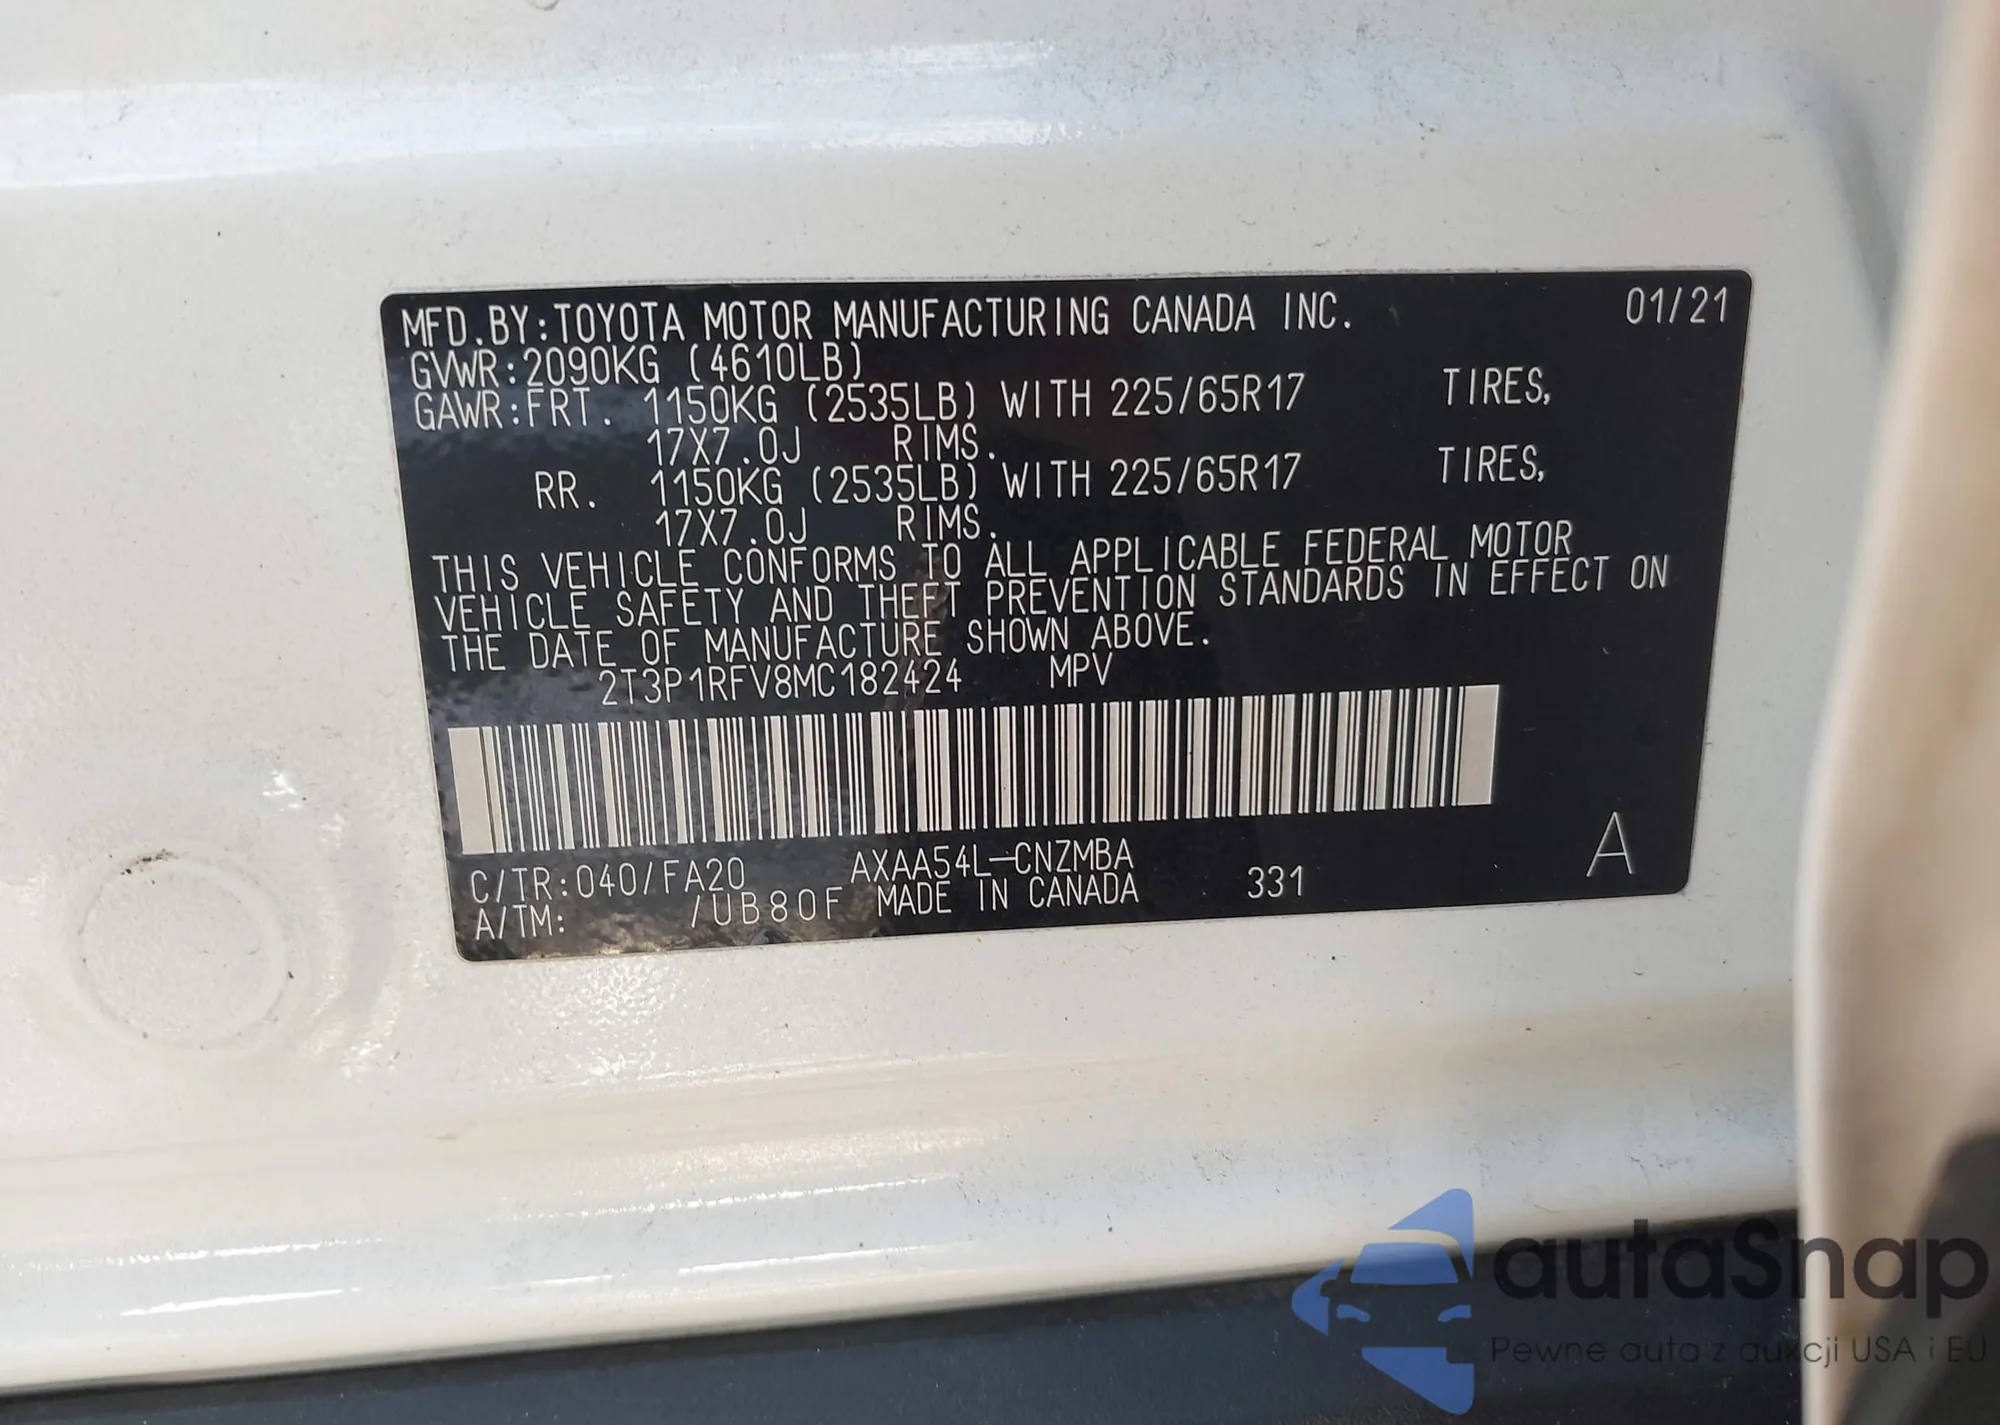 MFD.BY:TOYOTA MOTOR MANUFACTURING CANADA INC. 01/21
GVWR:2090KG (4610LB)
GAWR:FRT. 1150KG (2535LB) WITH 225/65R17 TIRES,
17X7.0J RIMS.
RR. 1150KG (2535LB) WITH 225/65R17 TIRES,
17X7.0J RIMS.
THIS VEHICLE CONFORMS TO ALL APPLICABLE FEDERAL MOTOR
VEHICLE SAFETY AND THEFT PREVENTION STANDARDS IN EFFECT ON
THE DATE OF MANUFACTURE SHOWN ABOVE.
2T3P1RFV8MC182424 MPV
C/TR:040/FA20 AXAA54L-CNZMBA
A/TM: /UB80F MADE IN CANADA 331 A
autaSnap
Pewne auta z aukcji USA i EU